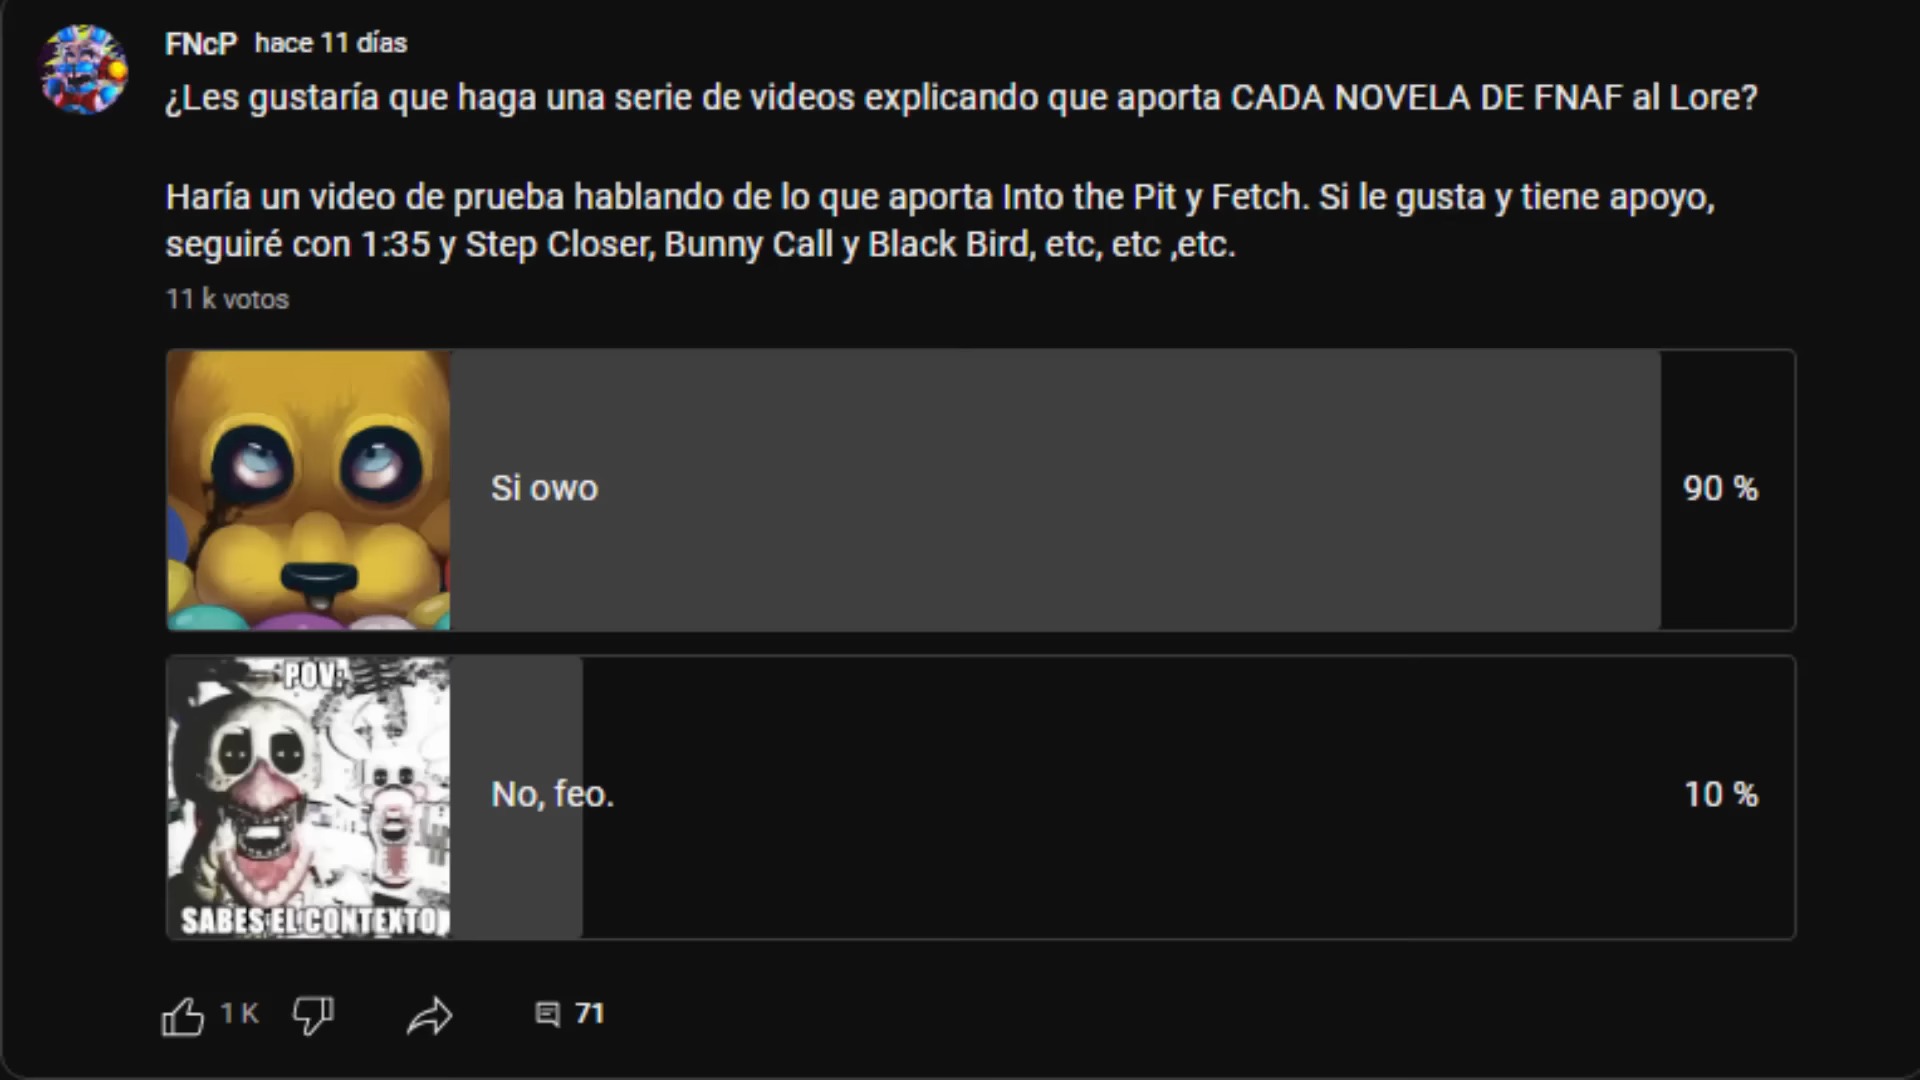 FNcP hace 11 días
¿Les gustaría que haga una serie de videos explicando que aporta CADA NOVELA DE FNAF al Lore?
Haría un video de prueba hablando de lo que aporta Into the Pit y Fetch. Si le gusta y tiene apoyo,
seguiré con 1:35 y Step Closer, Bunny Call y Black Bird, etc, etc ,etc.
11 k votos
Si owo
90 %
POV:
No, feo.
10 %
SABES EL CONTEXTO
1 K
71